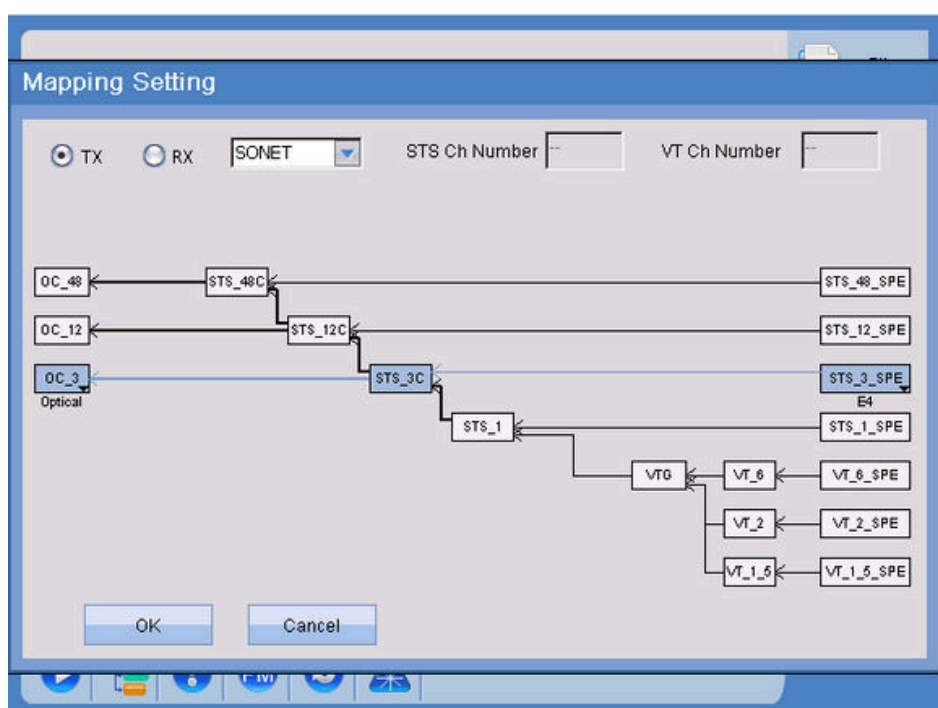 Mapping Setting
TX RX SONET STS Ch Number -- VT Ch Number --
OC_48 STS_48C STS_48_SPE
OC_12 STS_12C STS_12_SPE
OC_3 STS_3C STS_3_SPE
Optical E4
STS_1 STS_1_SPE
VTG VT_6 VT_6_SPE
VT_2 VT_2_SPE
VT_1_5 VT_1_5_SPE
OK Cancel
PM